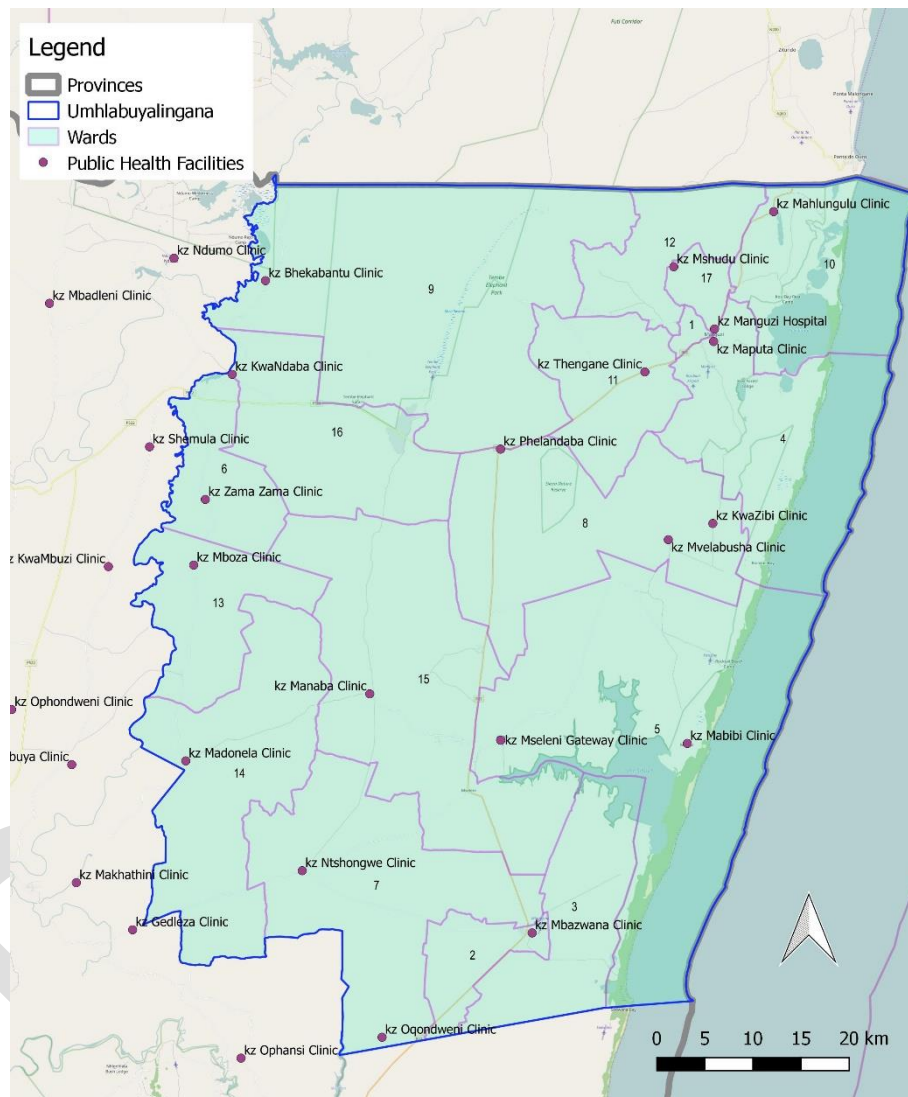 Legend
Provinces
Umhlabuyalingana
Wards
Public Health Facilities
kz Mahlungulu Clinic
12
kz Ndumo Clinic
kz Mshudu Clinic
10
kz Bhekabantu Clinic
17
9
kz Mbadleni Clinic
1
kz Manguzi Hospital
kz Maputa Clinic
kz Thengane Clinic
11
kz KwaNdaba Clinic
16
4
kz Shemula Clinic
kz Phelandaba Clinic
6
kz Zama Zama Clinic
8
kz KwaZibi Clinic
kz Mvelabusha Clinic
kz Mboza Clinic
z KwaMbuzi Clinic
13
15
kz Manaba Clinic
kz Ophondweni Clinic
5
kz Mseleni Gateway Clinic
kz Mabibi Clinic
buya Clinic
kz Madonela Clinic
14
kz Ntshongwe Clinic
7
kz Makhathini Clinic
3
kz Gedleza Clinic
kz Mbazwana Clinic
2
kz Oqondweni Clinic
kz Ophansi Clinic
0 5 10 15 20 km